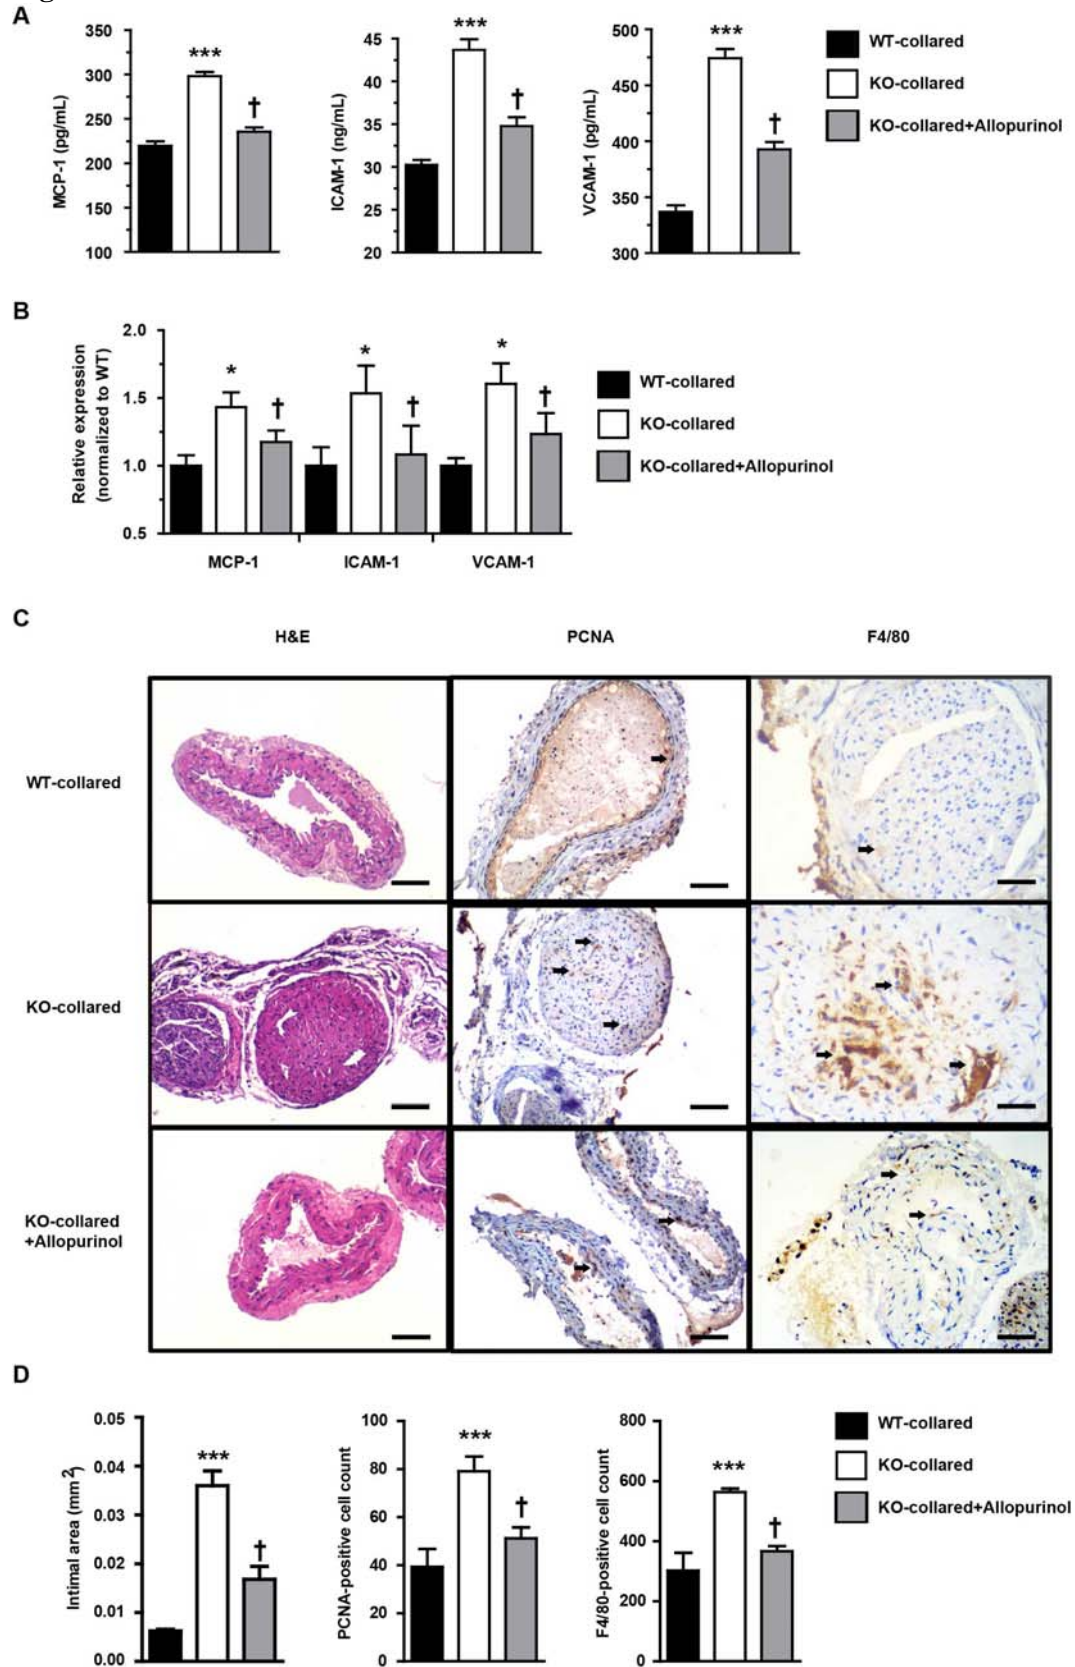 A
350
300
250
200
150
100
MCP-1 (pg/mL)
***
†
45
40
35
30
25
20
ICAM-1 (ng/mL)
***
†
500
450
400
350
300
VCAM-1 (pg/mL)
***
†
WT-collared
KO-collared
KO-collared+Allopurinol
B
2.0
1.5
1.0
0.5
Relative expression
(normalized to WT)
*
†
*
†
*
†
MCP-1
ICAM-1
VCAM-1
WT-collared
KO-collared
KO-collared+Allopurinol
C
H&E
PCNA
F4/80
WT-collared
KO-collared
KO-collared
+Allopurinol
D
0.05
0.04
0.03
0.02
0.01
0.00
Intimal area (mm2)
***
†
100
80
60
40
20
0
PCNA-positive cell count
***
†
800
600
400
200
0
F4/80-positive cell count
***
†
WT-collared
KO-collared
KO-collared+Allopurinol